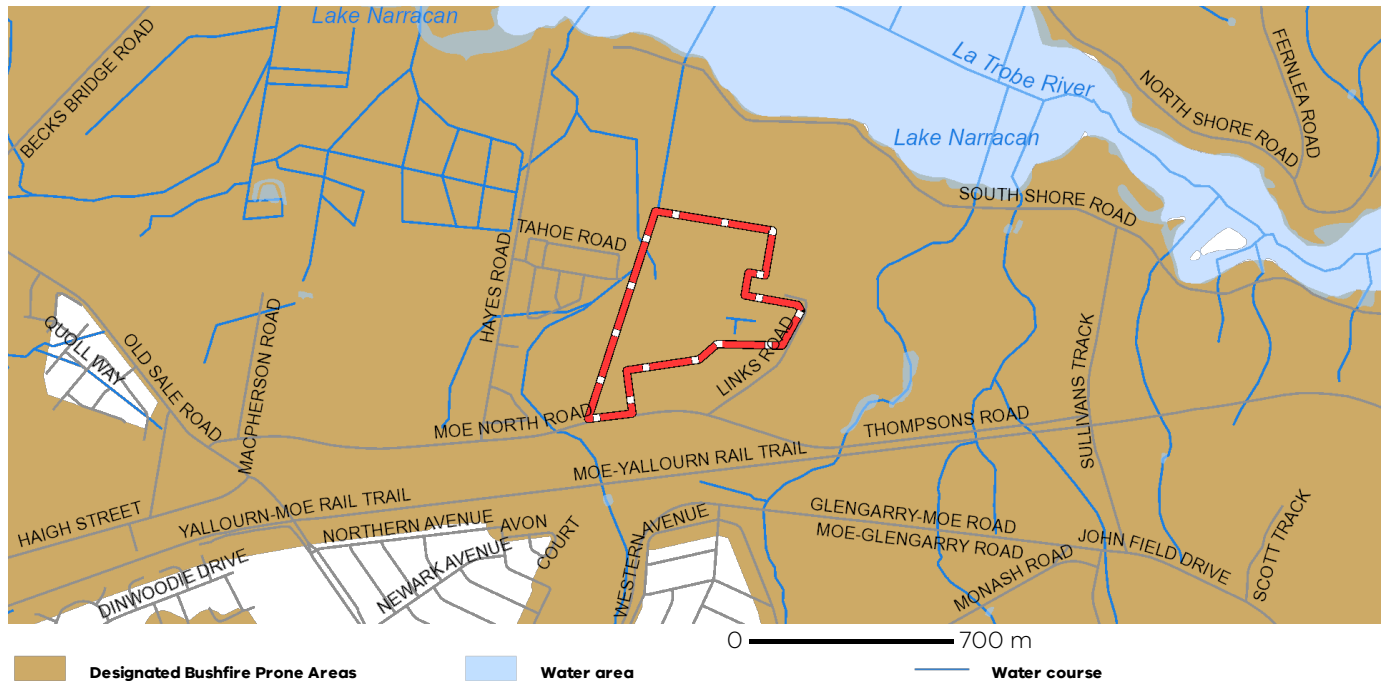 Lake Narracan
BECKS BRIDGE ROAD
La Trobe River
FERNLEA ROAD
NORTH SHORE ROAD
Lake Narracan
SOUTH SHORE ROAD
TAHOE ROAD
HAYES ROAD
QUOLL WAY
OLD SALE ROAD
MACPHERSON ROAD
LINKS ROAD
SULLIVANS TRACK
MOE NORTH ROAD
THOMPSONS ROAD
MOE-YALLOURN RAIL TRAIL
HAIGH STREET
YALLOURN-MOE RAIL TRAIL
NORTHERN AVENUE
AVON COURT
WESTERN AVENUE
GLENGARRY-MOE ROAD
MOE-GLENGARRY ROAD
JOHN FIELD DRIVE
SCOTT TRACK
DINWOODIE DRIVE
NEWARK AVENUE
MONASH ROAD
0 700 m
Designated Bushfire Prone Areas
Water area
Water course